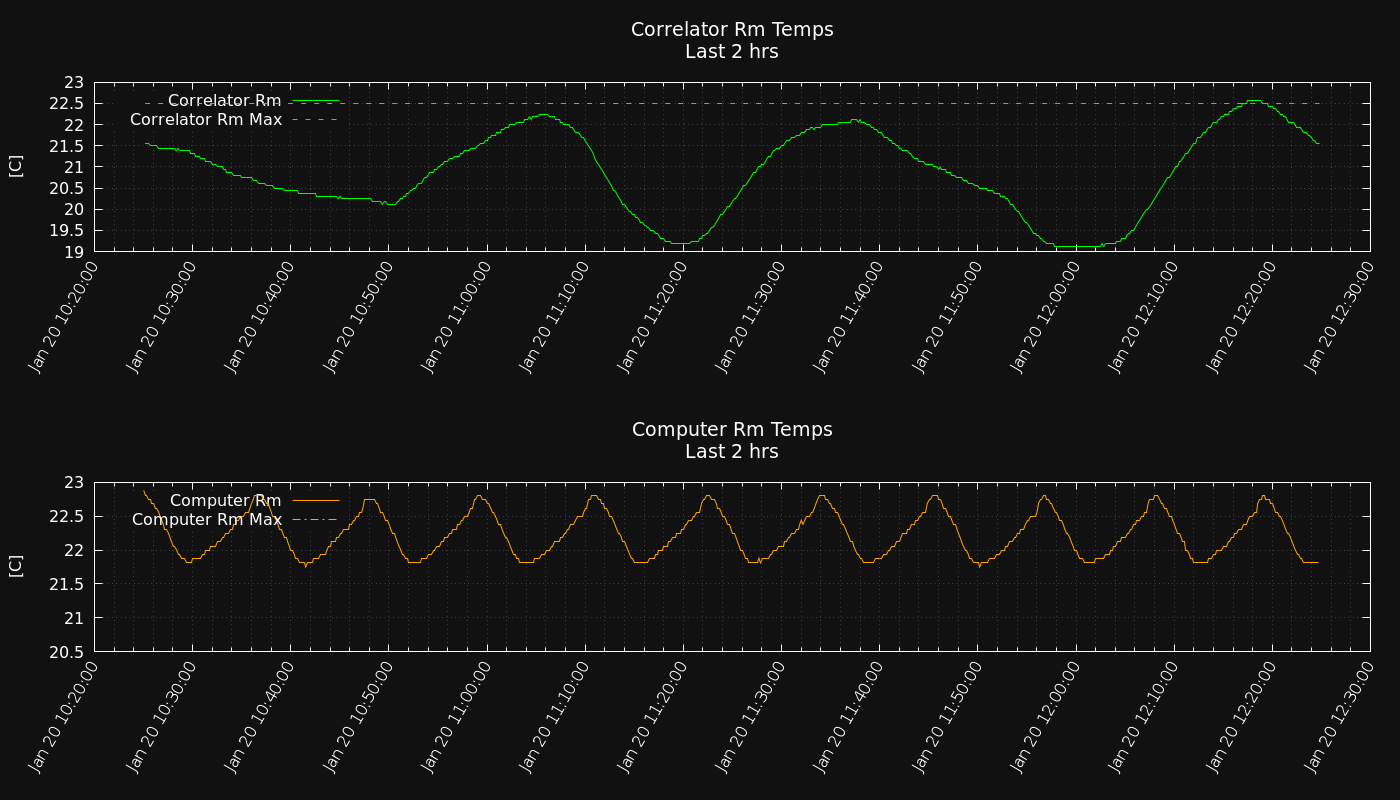 Correlator Rm Temps
Last 2 hrs
23
22.5
22
21.5
21
20.5
20
19.5
19
[C]
Correlator Rm
Correlator Rm Max
Jan 20 10:20:00
Jan 20 10:30:00
Jan 20 10:40:00
Jan 20 10:50:00
Jan 20 11:00:00
Jan 20 11:10:00
Jan 20 11:20:00
Jan 20 11:30:00
Jan 20 11:40:00
Jan 20 11:50:00
Jan 20 12:00:00
Jan 20 12:10:00
Jan 20 12:20:00
Jan 20 12:30:00
Computer Rm Temps
Last 2 hrs
23
22.5
22
21.5
21
20.5
[C]
Computer Rm
Computer Rm Max
Jan 20 10:20:00
Jan 20 10:30:00
Jan 20 10:40:00
Jan 20 10:50:00
Jan 20 11:00:00
Jan 20 11:10:00
Jan 20 11:20:00
Jan 20 11:30:00
Jan 20 11:40:00
Jan 20 11:50:00
Jan 20 12:00:00
Jan 20 12:10:00
Jan 20 12:20:00
Jan 20 12:30:00